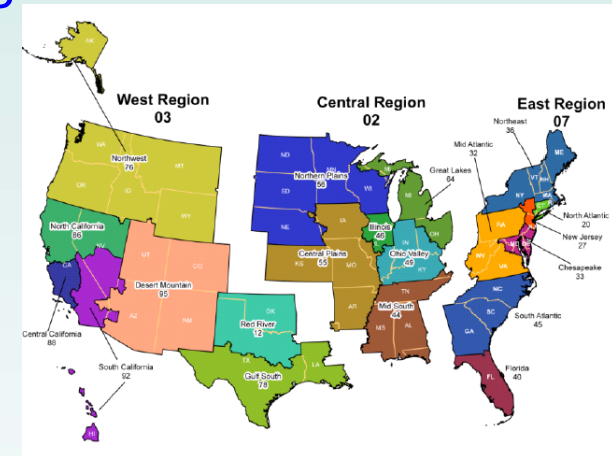 AK
West Region
03
Central Region
02
East Region
07
Northeast
Mid Atlantic
32
WA
MT
Northwest
76
OR
ID
WY
ND
MN
Northern Plains
56
SD
WI
NE
MI
Great Lakes
64
ME
VT
NH
NY
MA
CT
North Atlantic
20
New Jersey
27
Chesapeake
33
PA
MD
DE
WV
VA
North California
86
NV
CA
UT
CO
Desert Mountain
95
AZ
NM
IA
Illinois
46
IN
OH
Ohio Valley
KY
KS
Central Plains
55
MO
AR
OK
Red River
12
TX
Gulf South
78
LA
TN
Mid South
44
MS
AL
NC
SC
GA
South Atlantic
45
Florida
40
FL
Central California
88
South California
92
HI